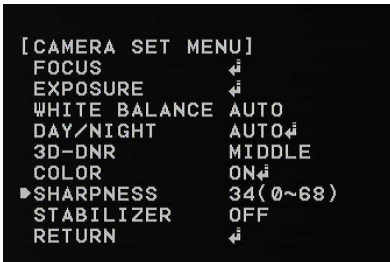 [CAMERA SET MENU]
FOCUS ↲
EXPOSURE ↲
WHITE BALANCE AUTO
DAY/NIGHT AUTO↲
3D-DNR MIDDLE
COLOR ON↲
▶SHARPNESS 34(0~68)
STABILIZER OFF
RETURN ↲